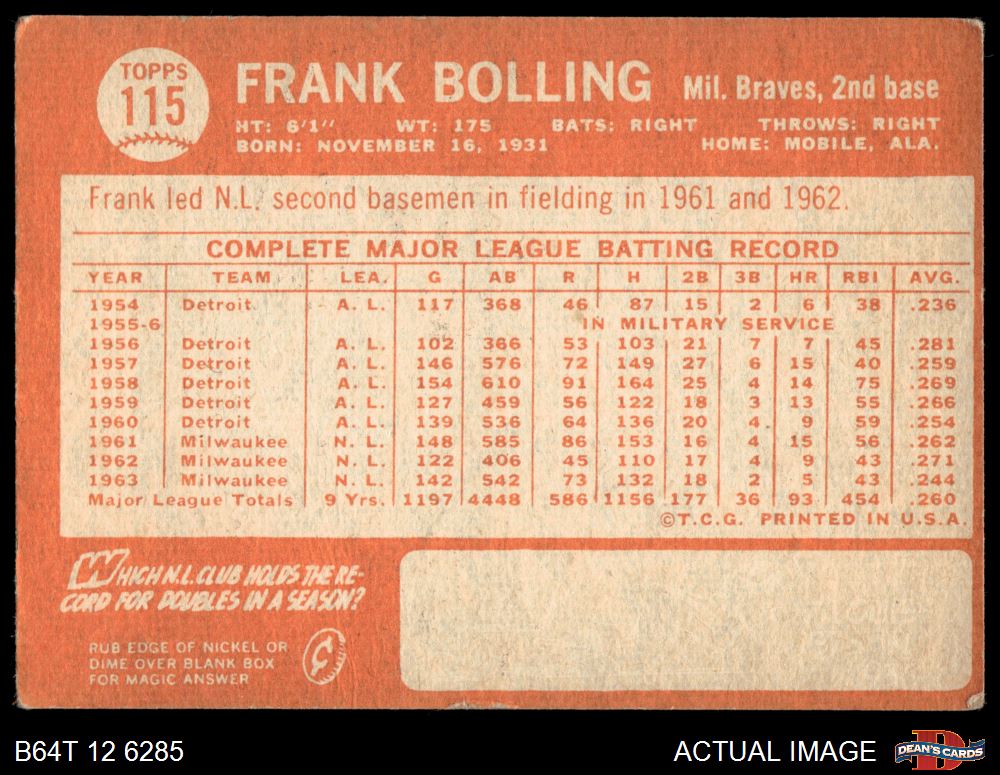 TOPPS
115
FRANK BOLLING Mil. Braves, 2nd base
HT: 6'1'' WT: 175 BATS: RIGHT THROWS: RIGHT
BORN: NOVEMBER 16, 1931 HOME: MOBILE, ALA.
Frank led N.L. second basemen in fielding in 1961 and 1962.
COMPLETE MAJOR LEAGUE BATTING RECORD
YEAR TEAM LEA. G AB R H 2B 3B HR RBI AVG.
1954 Detroit A. L. 117 368 46 87 15 2 6 38 .236
1955-6 IN MILITARY SERVICE
1956 Detroit A. L. 102 366 53 103 21 7 7 45 .281
1957 Detroit A. L. 146 576 72 149 27 6 15 40 .259
1958 Detroit A. L. 154 610 91 164 25 4 14 75 .269
1959 Detroit A. L. 127 459 56 122 18 3 13 55 .266
1960 Detroit A. L. 139 536 64 136 20 4 9 59 .254
1961 Milwaukee N. L. 148 585 86 153 16 4 15 56 .262
1962 Milwaukee N. L. 122 406 45 110 17 4 9 43 .271
1963 Milwaukee N. L. 142 542 73 132 18 2 5 43 .244
Major League Totals 9 Yrs. 1197 4448 586 1156 177 36 93 454 .260
©T.C.G. PRINTED IN U.S.A.
WHICH N.L. CLUB HOLDS THE RE-
CORD FOR DOUBLES IN A SEASON?
RUB EDGE OF NICKEL OR
DIME OVER BLANK BOX
FOR MAGIC ANSWER
¢
B64T 12 6285 ACTUAL IMAGE DEAN'S CARDS